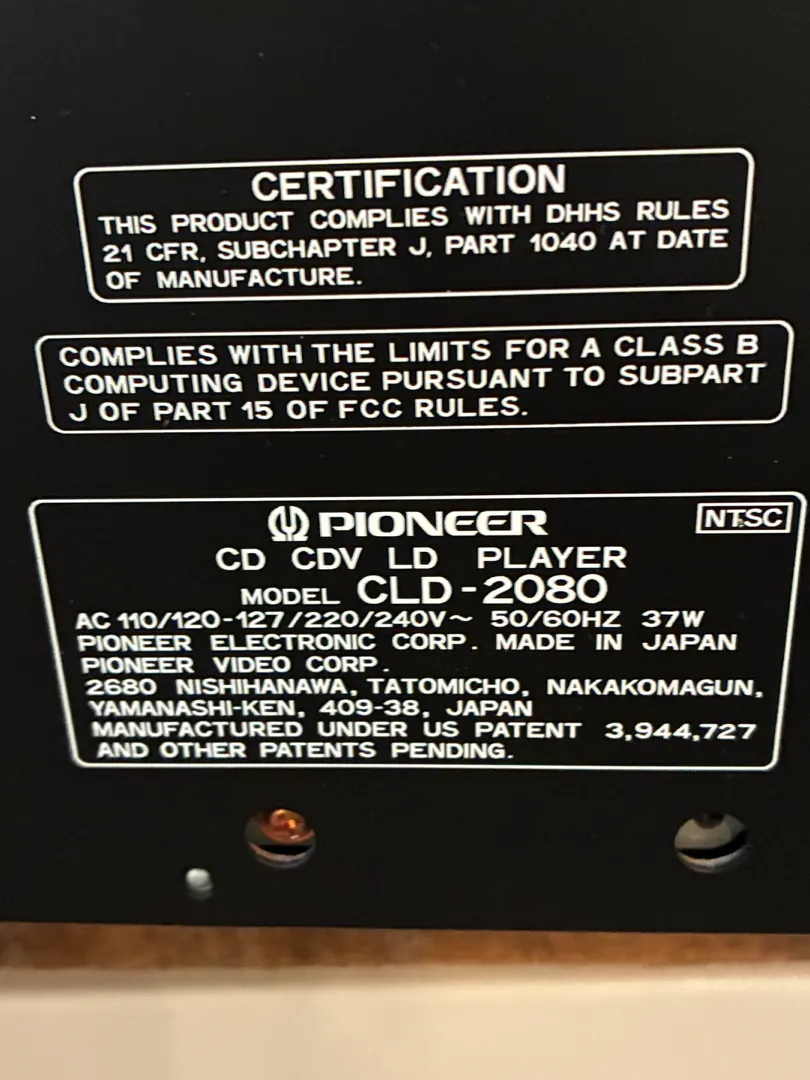 CERTIFICATION
THIS PRODUCT COMPLIES WITH DHHS RULES
21 CFR, SUBCHAPTER J, PART 1040 AT DATE
OF MANUFACTURE.
COMPLIES WITH THE LIMITS FOR A CLASS B
COMPUTING DEVICE PURSUANT TO SUBPART
J OF PART 15 OF FCC RULES.
PIONEER NTSC
CD CDV LD PLAYER
MODEL CLD-2080
AC 110/120-127/220/240V~ 50/60HZ 37W
PIONEER ELECTRONIC CORP. MADE IN JAPAN
PIONEER VIDEO CORP.
2680 NISHIHANAWA, TATOMICHO, NAKAKOMAGUN,
YAMANASHI-KEN, 409-38, JAPAN
MANUFACTURED UNDER US PATENT 3,944,727
AND OTHER PATENTS PENDING.